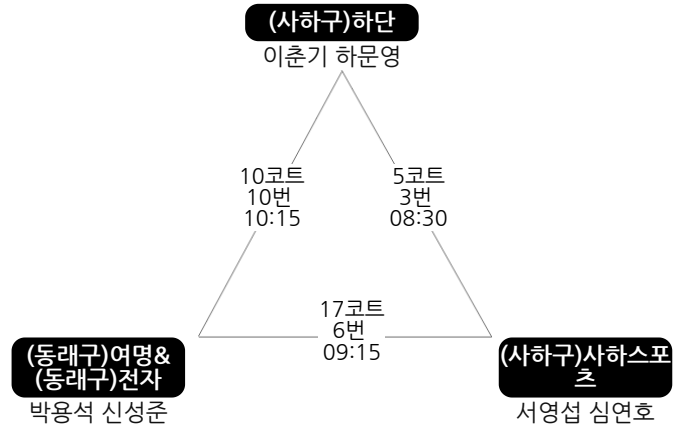 (사하구)하단
이춘기 하문영
10코트
10번
10:15
5코트
3번
08:30
17코트
6번
09:15
(동래구)여명&
(동래구)전자
박용석 신성준
(사하구)사하스포
츠
서영섭 심연호